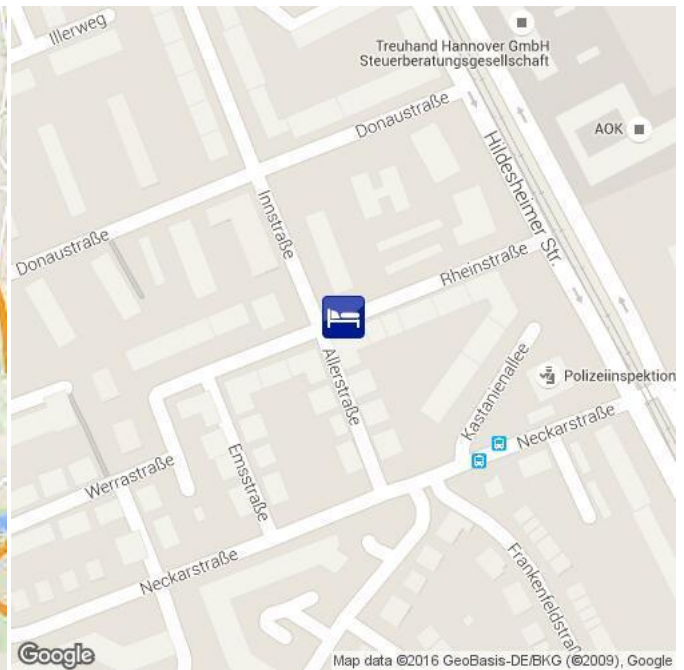 Illerweg
Treuhand Hannover GmbH
Steuerberatungsgesellschaft
Donaustraße
AOK
Hildesheimer Str.
Innstraße
Donaustraße
Rheinstraße
Allerstraße
Kastanienallee
Polizeiinspektion
Neckarstraße
Werrastraße
Emsstraße
Neckarstraße
Frankenfeldstraß
Google
Map data ©2016 GeoBasis-DE/BKG (©2009), Google